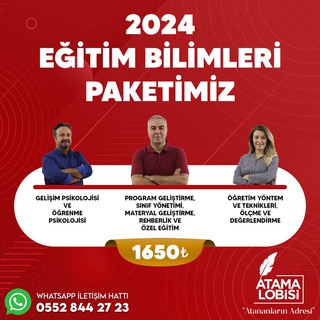 2024
EĞİTİM BİLİMLERİ
PAKETİMİZ
GELİŞİM PSİKOLOJİSİ
VE
ÖĞRENME
PSİKOLOJİSİ
PROGRAM GELİŞTİRME,
SINIF YÖNETİMİ,
MATERYAL GELİŞTİRME,
REHBERLİK VE
ÖZEL EĞİTİM
ÖĞRETİM YÖNTEM
VE TEKNİKLERİ,
ÖLÇME VE
DEĞERLENDİRME
1650₺
WHATSAPP İLETİŞİM HATTI
0552 844 27 23
ATAMA
LOBİSİ
"Atananların Adresi"